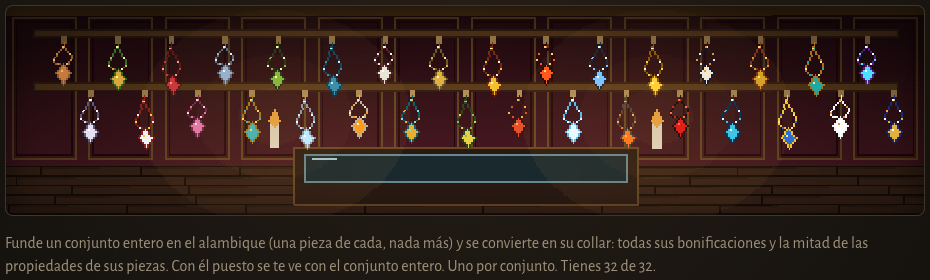 Funde un conjunto entero en el alambique (una pieza de cada, nada más) y se convierte en su collar: todas sus bonificaciones y la mitad de las
propiedades de sus piezas. Con él puesto se te ve con el conjunto entero. Uno por conjunto. Tienes 32 de 32.